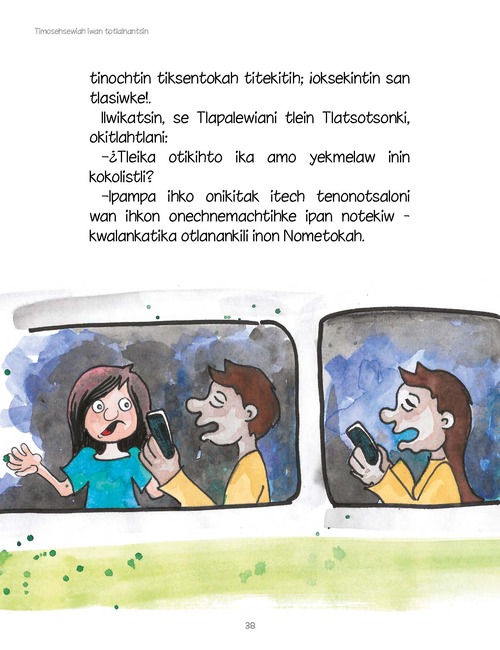 Timosehsewiah iwan totlalnantsin
tinochtin tiksentokah titekitih; ¡oksekintin san
tlasiwke!.
Ilwikatsin, se Tlapalewiani tlein Tlatsotsonki,
okitlahtlani:
–¿Tleika otikihto ika amo yekmelaw inin
kokolistli?
–Ipampa ihko onikitak itech tenonotsaloni
wan ihkon onechnemachtihke ipan notekiw –
kwalankatika otlanankili inon Nometokah.
38